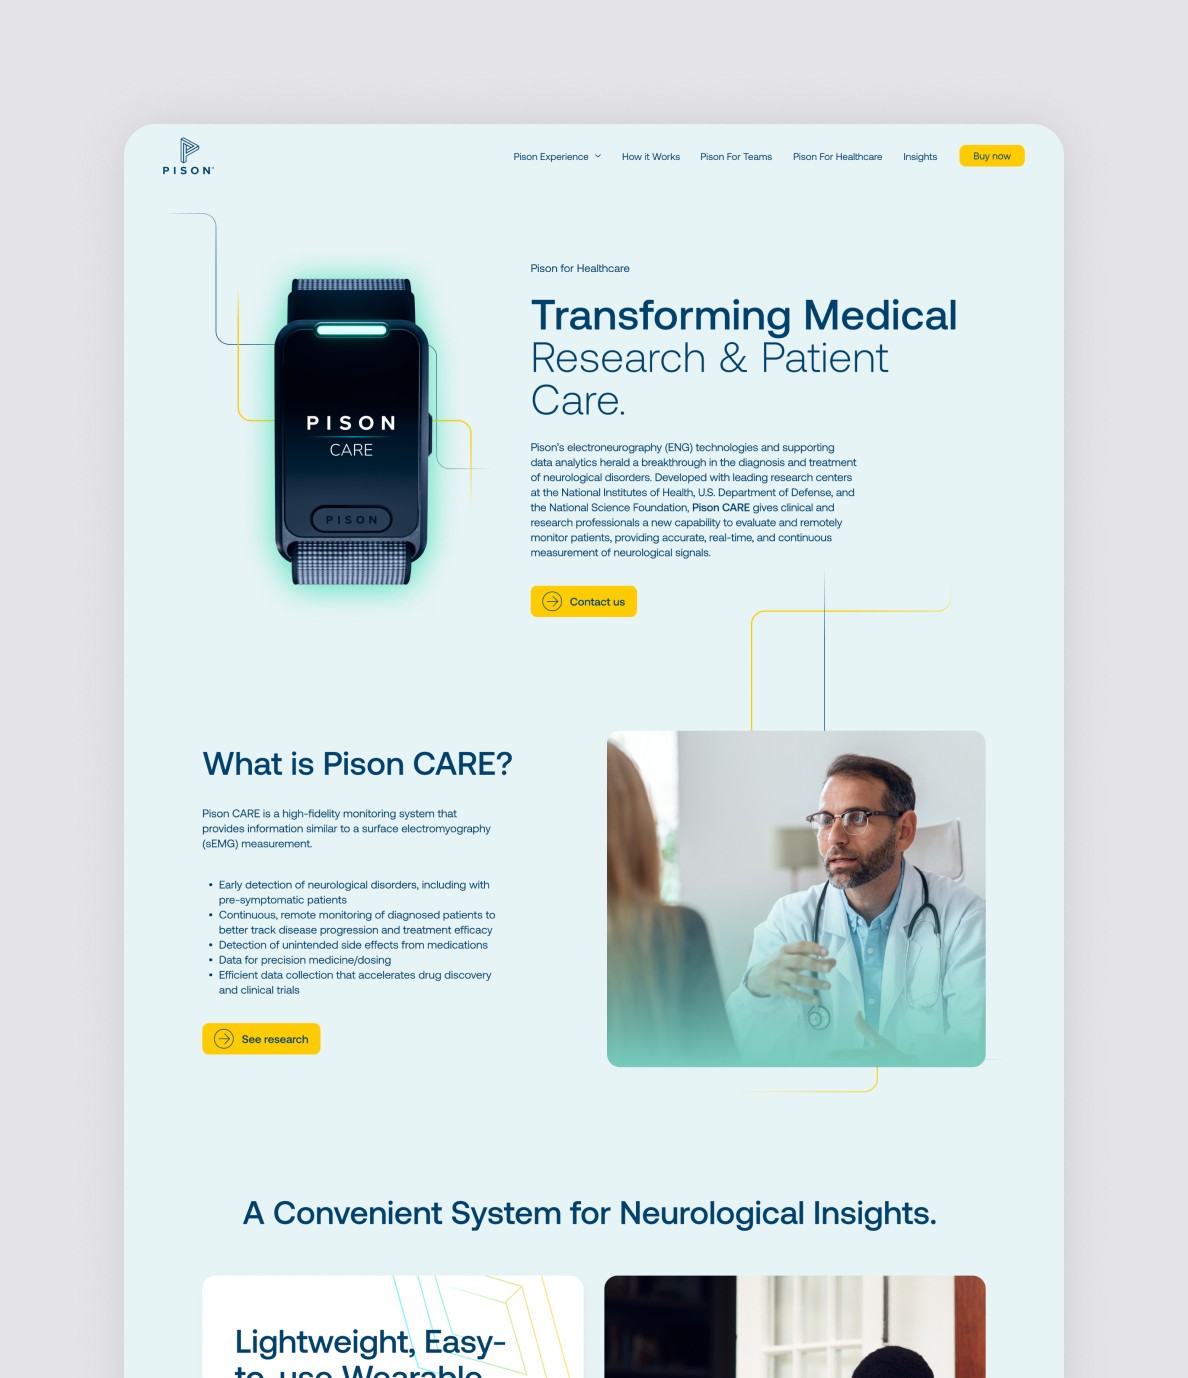 PISON
Pison Experience
How it Works
Pison For Teams
Pison For Healthcare
Insights
Buy now
PISON
CARE
PISON
Pison for Healthcare
Transforming Medical
Research & Patient
Care.
Pison's electroneurography (ENG) technologies and supporting
data analytics herald a breakthrough in the diagnosis and treatment
of neurological disorders. Developed with leading research centers
at the National Institutes of Health, U.S. Department of Defense, and
the National Science Foundation, Pison CARE gives clinical and
research professionals a new capability to evaluate and remotely
monitor patients, providing accurate, real-time, and continuous
measurement of neurological signals.
Contact us
What is Pison CARE?
Pison CARE is a high-fidelity monitoring system that
provides information similar to a surface electromyography
(sEMG) measurement.
• Early detection of neurological disorders, including with
pre-symptomatic patients
• Continuous, remote monitoring of diagnosed patients to
better track disease progression and treatment efficacy
• Detection of unintended side effects from medications
• Data for precision medicine/dosing
• Efficient data collection that accelerates drug discovery
and clinical trials
See research
A Convenient System for Neurological Insights.
Lightweight, Easy-
to-use Wearable